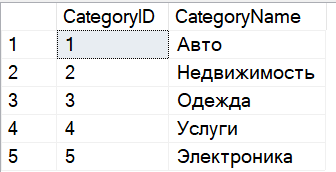 CategoryID CategoryName
1 1 Авто
2 2 Недвижимость
3 3 Одежда
4 4 Услуги
5 5 Электроника